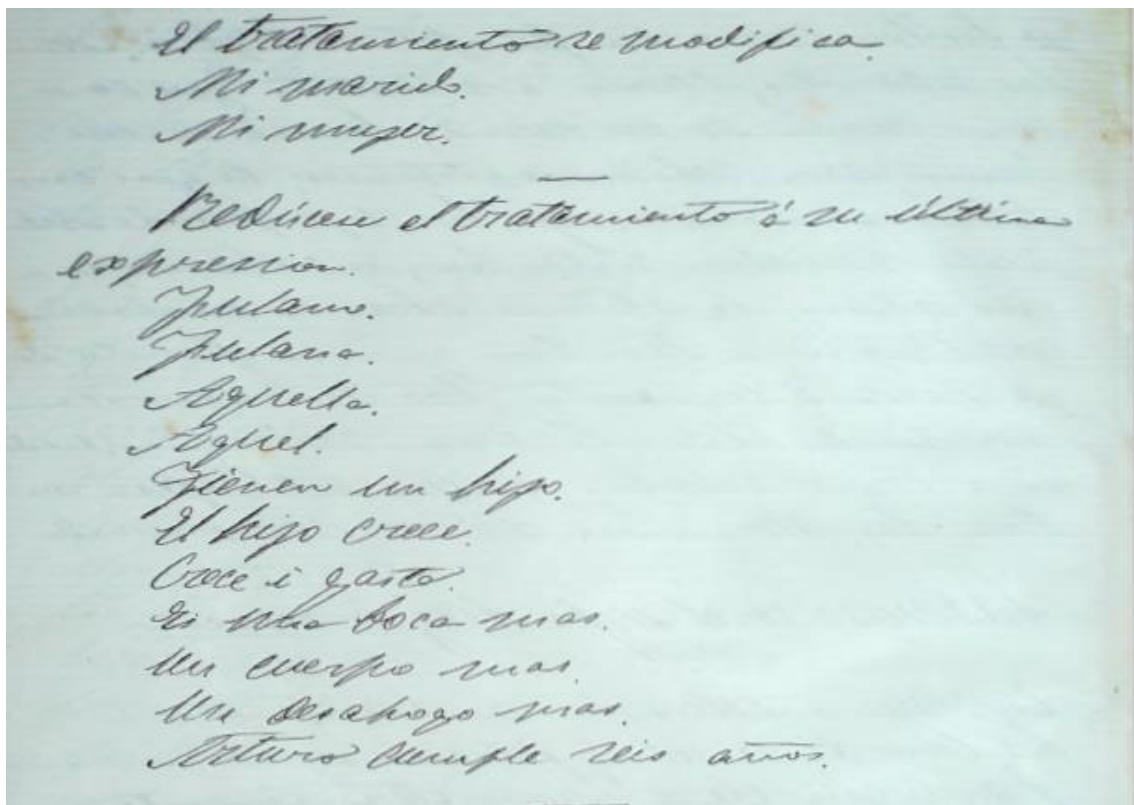 El tratamiento se modifica.
Mi marido.
Mi mujer.
Redúcese el tratamiento á su última
expresion.
Fulano.
Fulana.
Aquella.
Aquel.
Tienen un hijo.
El hijo crece.
Crece i gasta.
Es una boca mas.
Un cuerpo mas.
Un desahogo mas.
Arturo cumple seis años.